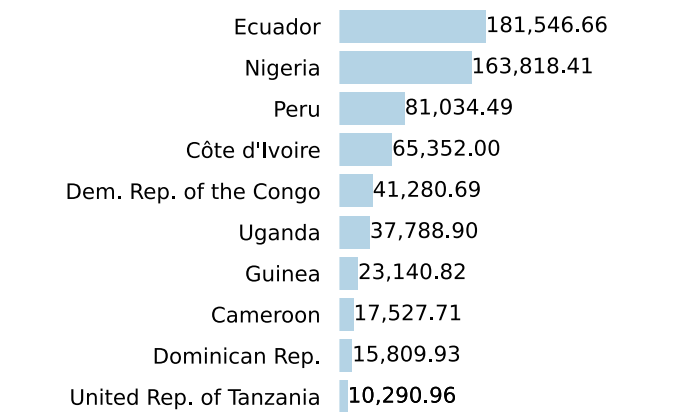 Ecuador 181,546.66
Nigeria 163,818.41
Peru 81,034.49
Côte d'Ivoire 65,352.00
Dem. Rep. of the Congo 41,280.69
Uganda 37,788.90
Guinea 23,140.82
Cameroon 17,527.71
Dominican Rep. 15,809.93
United Rep. of Tanzania 10,290.96